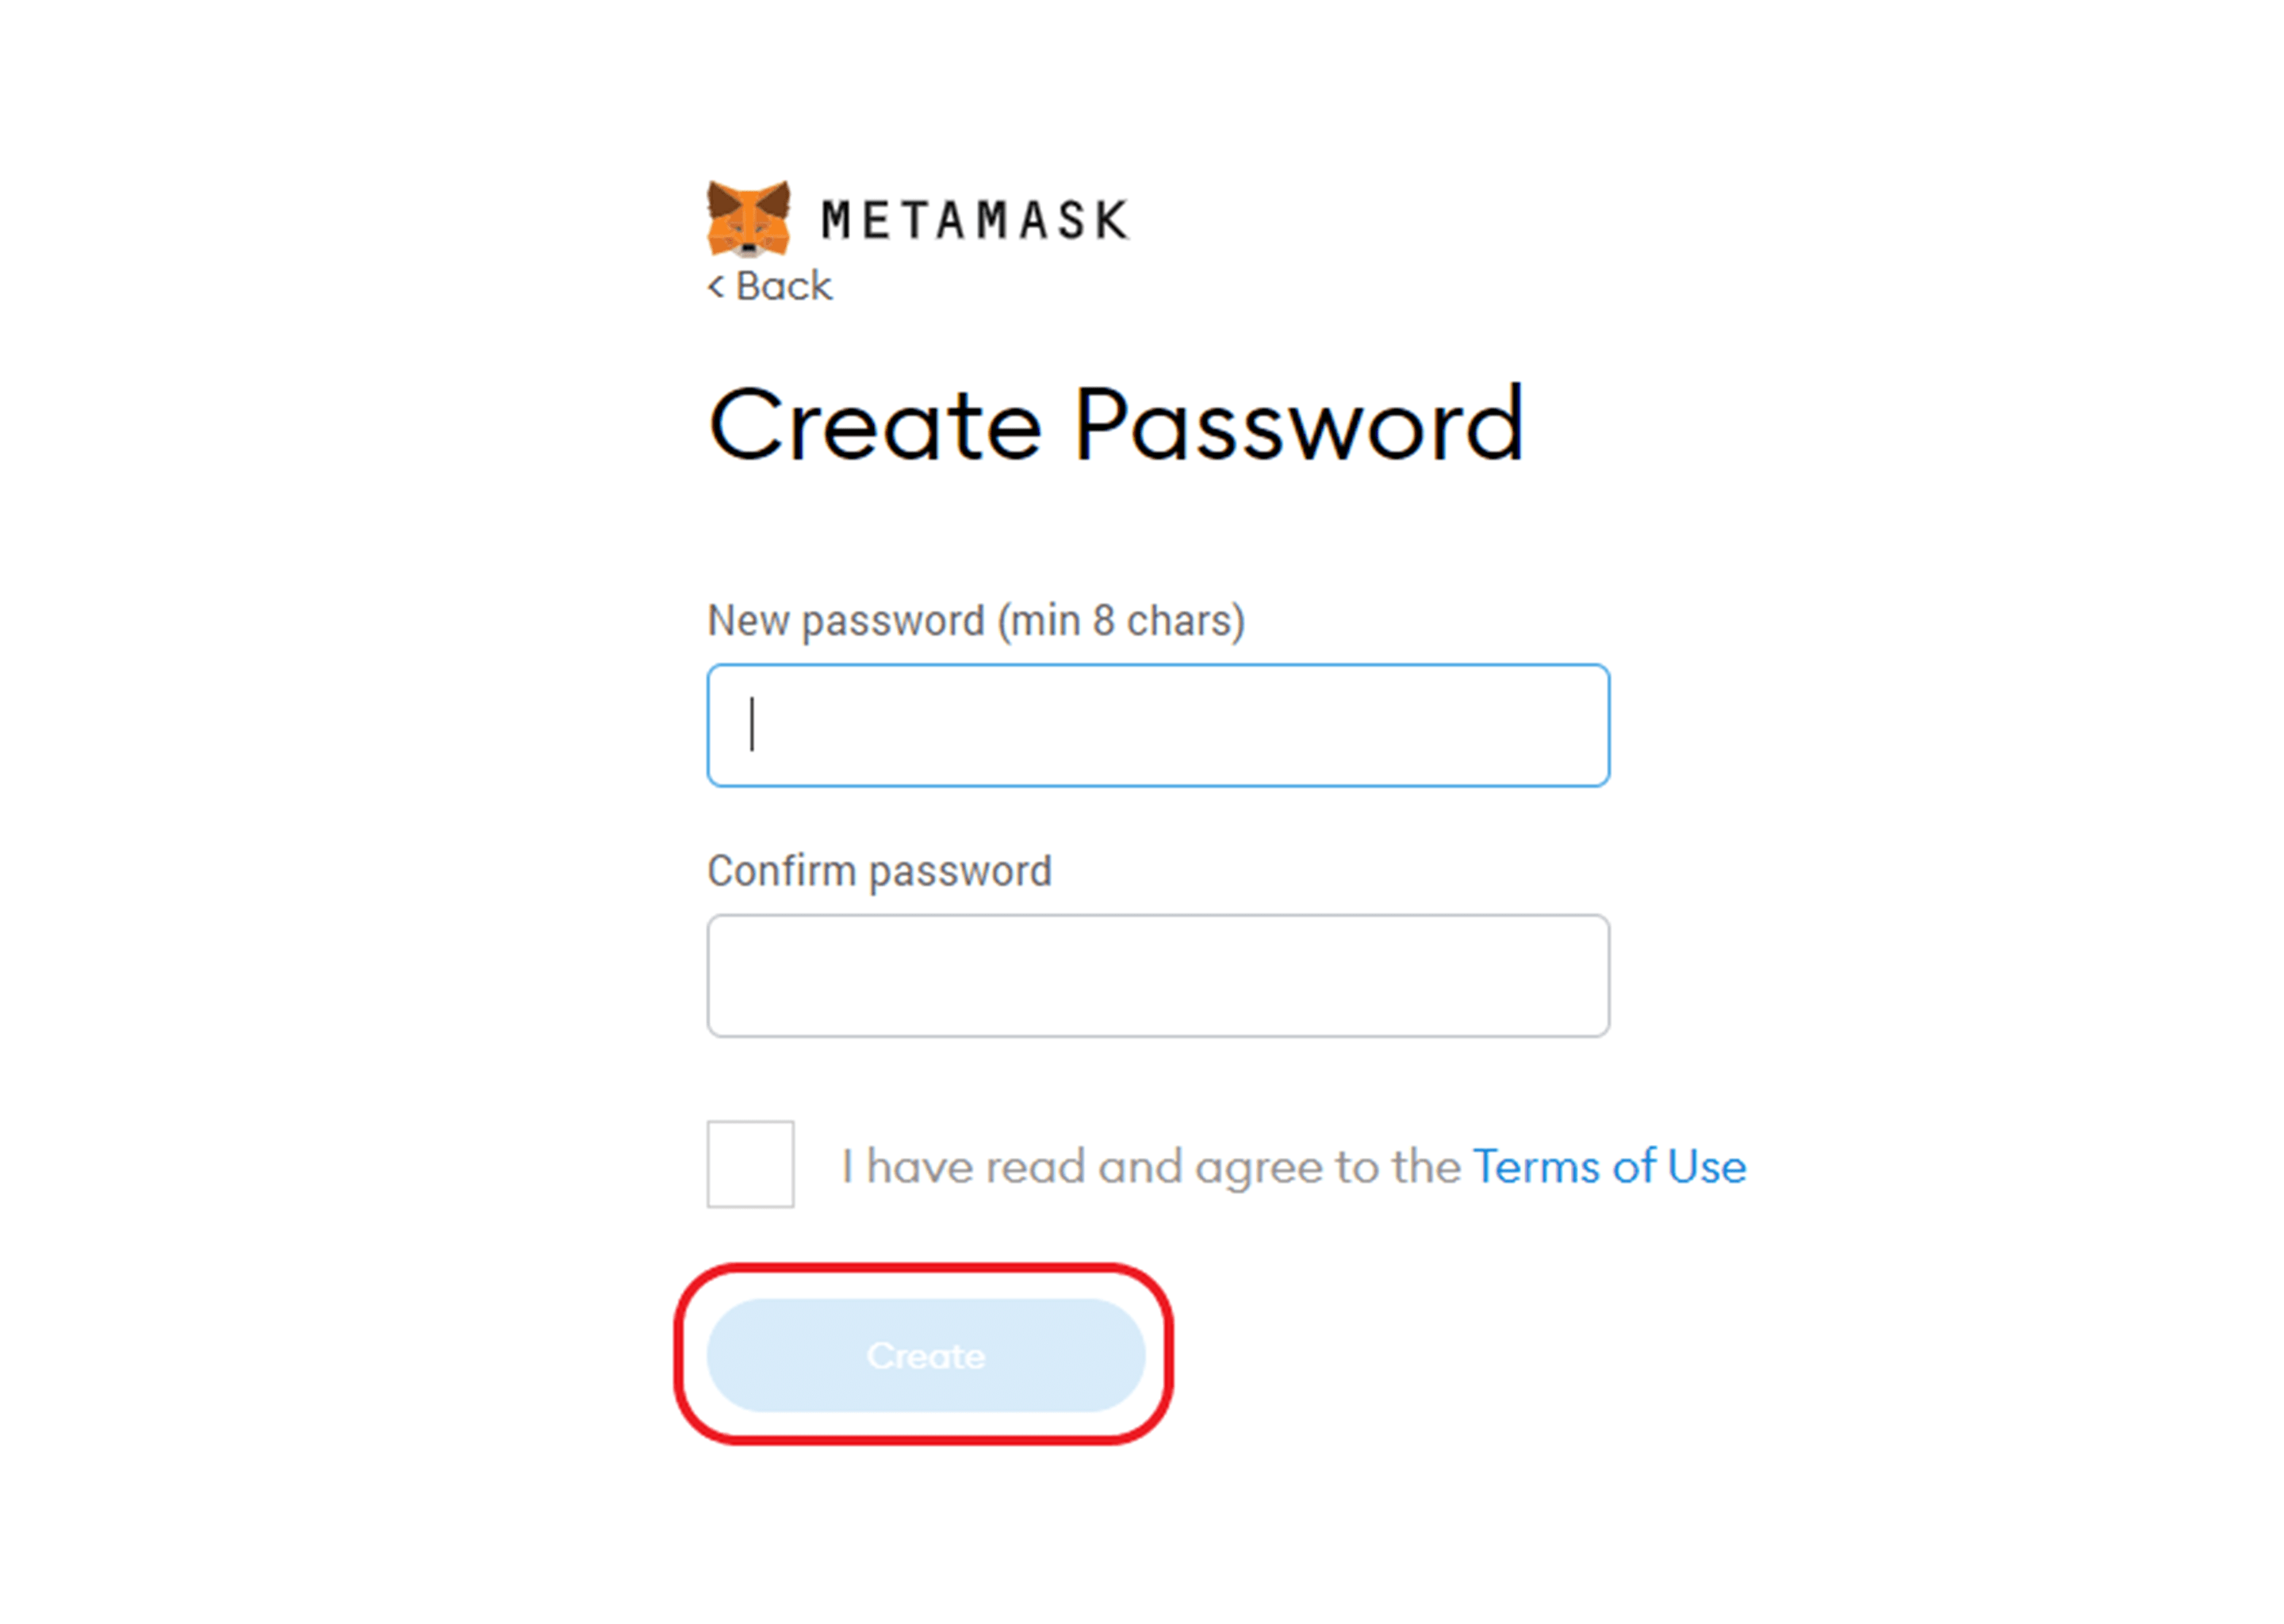 METAMASK
< Back
Create Password
New password (min 8 chars)
Confirm password
I have read and agree to the Terms of Use
Create